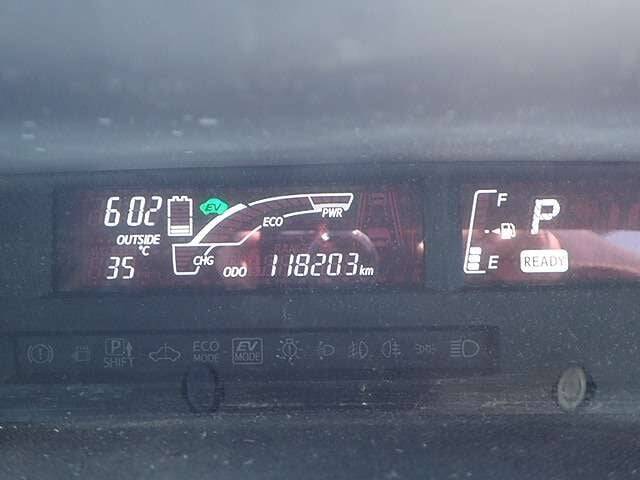 6:02
EV
F
P
OUTSIDE
°C
ECO
PWR
35
CHG
ODO 118203 km
E
READY
P SHIFT
ECO MODE
EV MODE